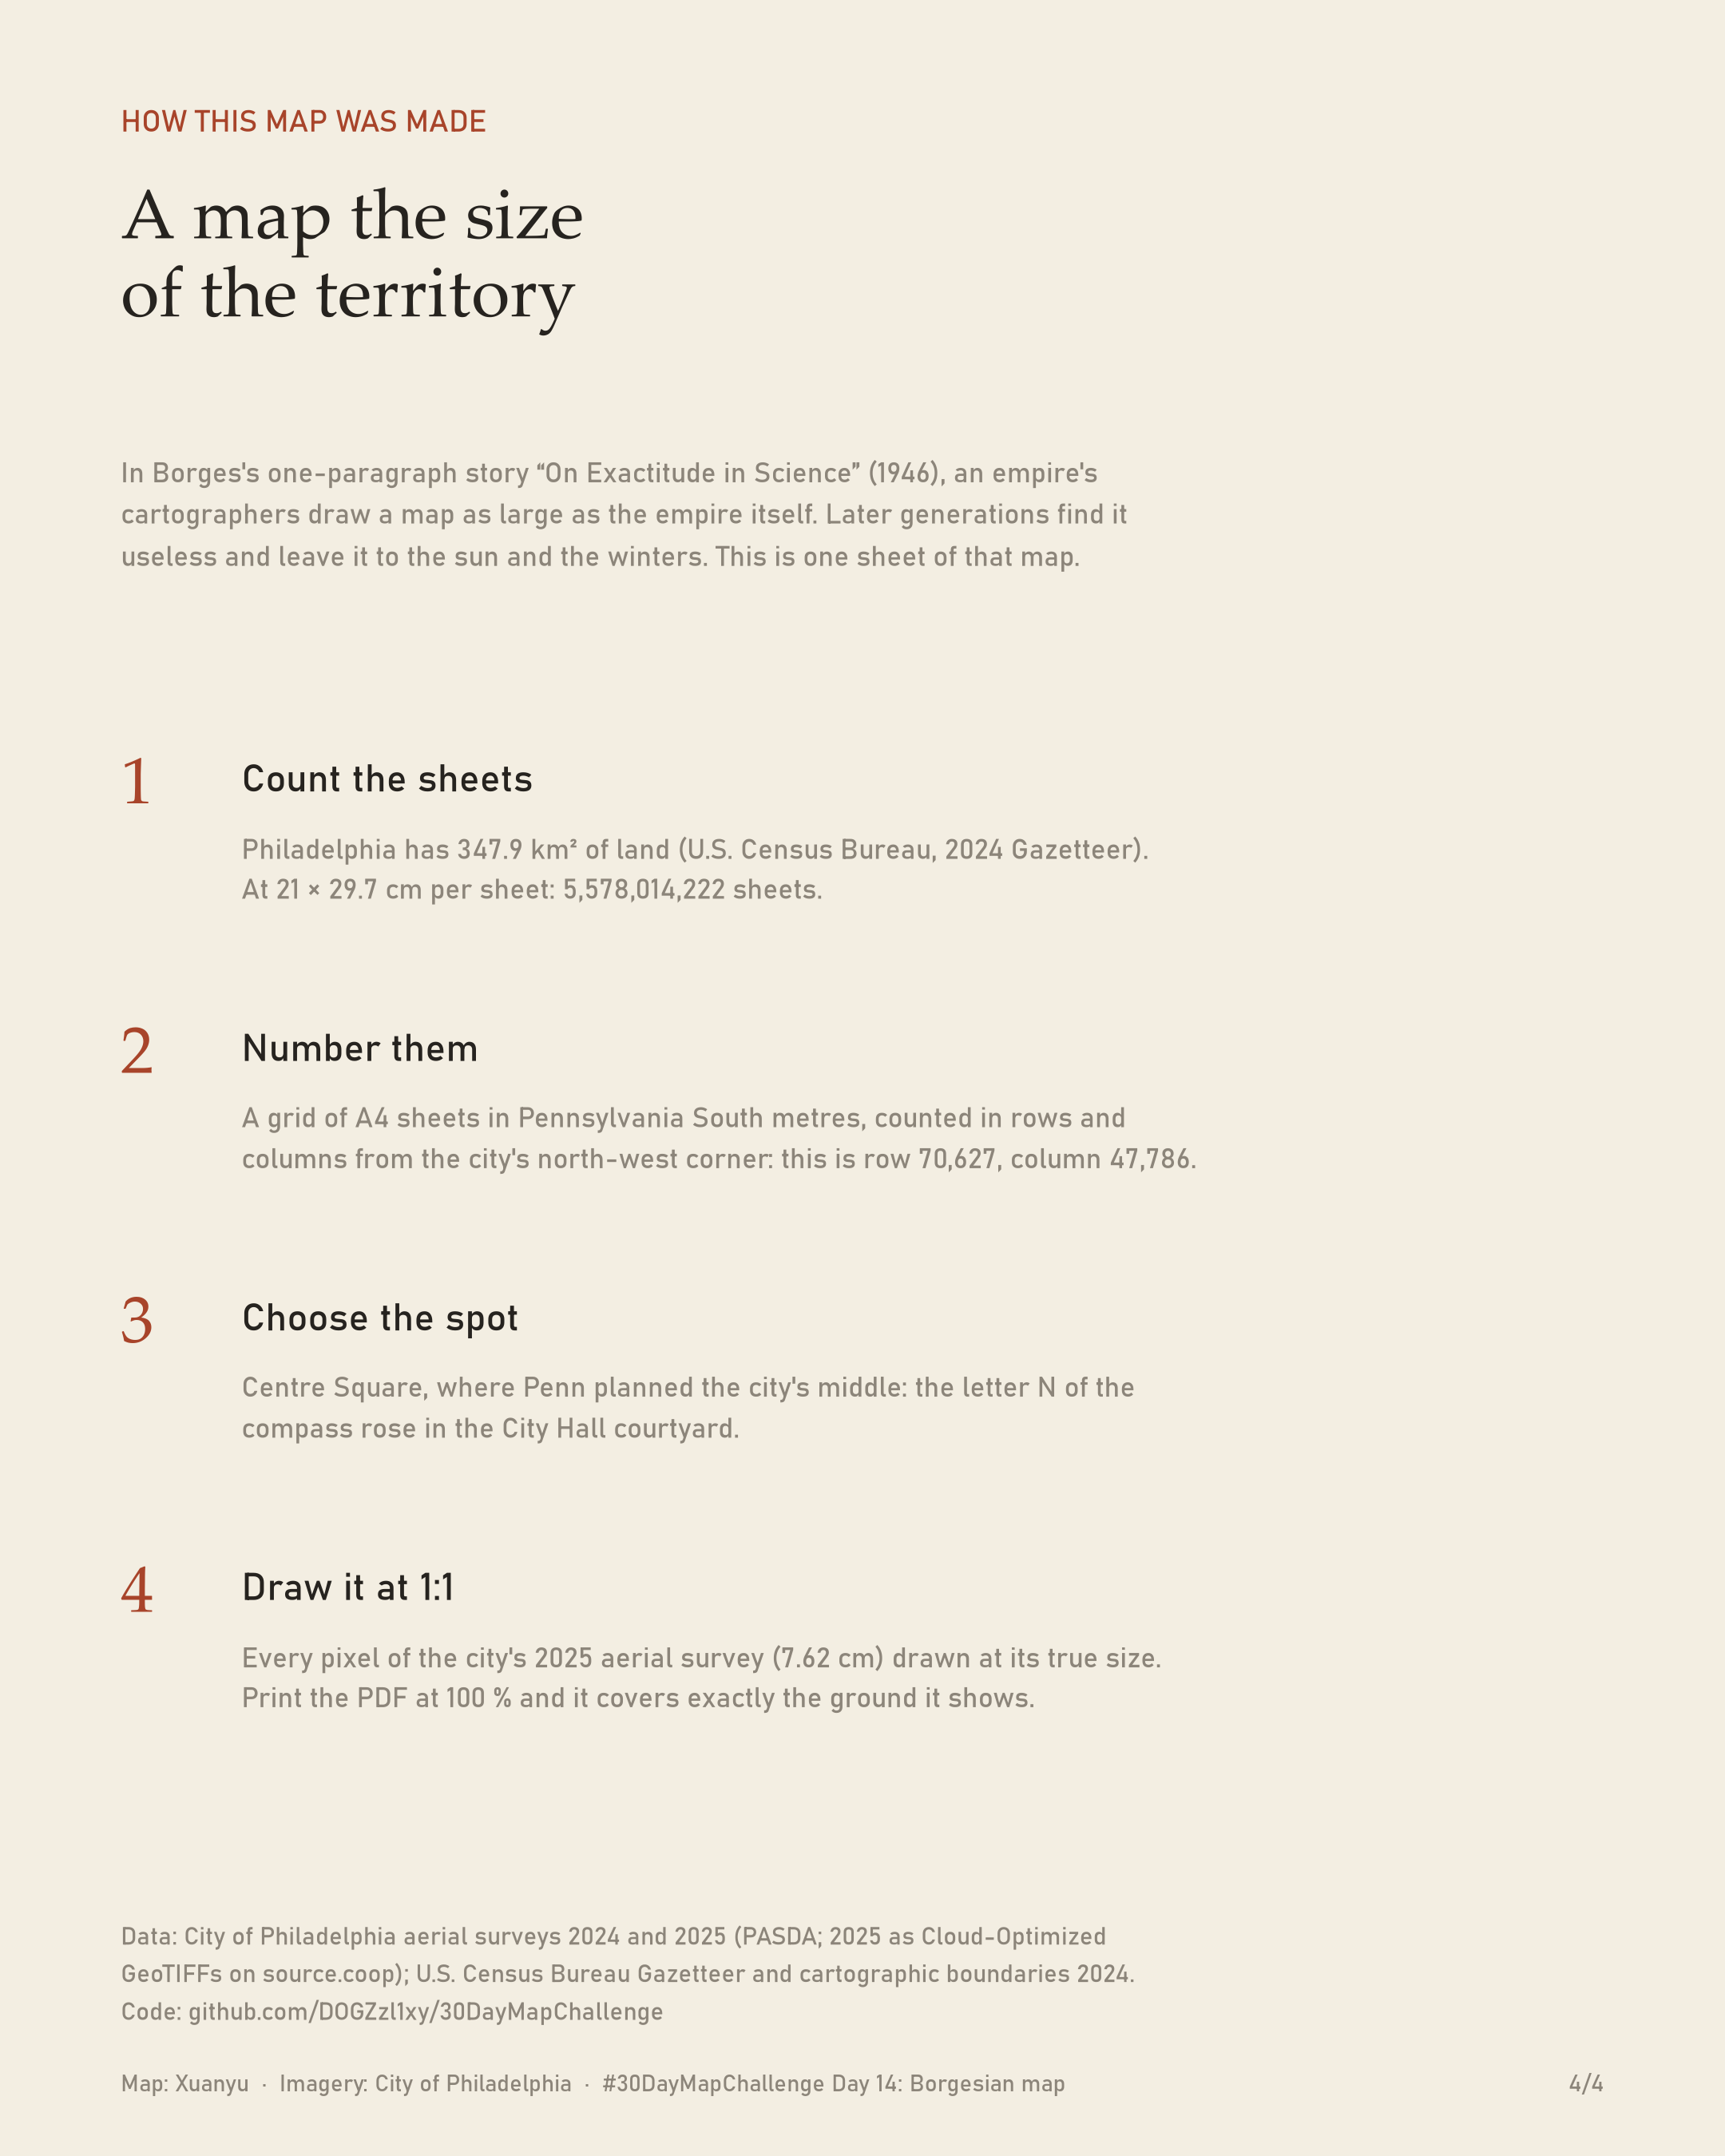 HOW THIS MAP WAS MADE
A map the size
of the territory
In Borges's one-paragraph story “On Exactitude in Science” (1946), an empire's
cartographers draw a map as large as the empire itself. Later generations find it
useless and leave it to the sun and the winters. This is one sheet of that map.
1 Count the sheets
Philadelphia has 347.9 km² of land (U.S. Census Bureau, 2024 Gazetteer).
At 21 × 29.7 cm per sheet: 5,578,014,222 sheets.
2 Number them
A grid of A4 sheets in Pennsylvania South metres, counted in rows and
columns from the city's north-west corner: this is row 70,627, column 47,786.
3 Choose the spot
Centre Square, where Penn planned the city's middle: the letter N of the
compass rose in the City Hall courtyard.
4 Draw it at 1:1
Every pixel of the city's 2025 aerial survey (7.62 cm) drawn at its true size.
Print the PDF at 100 % and it covers exactly the ground it shows.
Data: City of Philadelphia aerial surveys 2024 and 2025 (PASDA; 2025 as Cloud-Optimized
GeoTIFFs on source.coop); U.S. Census Bureau Gazetteer and cartographic boundaries 2024.
Code: github.com/DOGZzl1xy/30DayMapChallenge
Map: Xuanyu · Imagery: City of Philadelphia · #30DayMapChallenge Day 14: Borgesian map 4/4